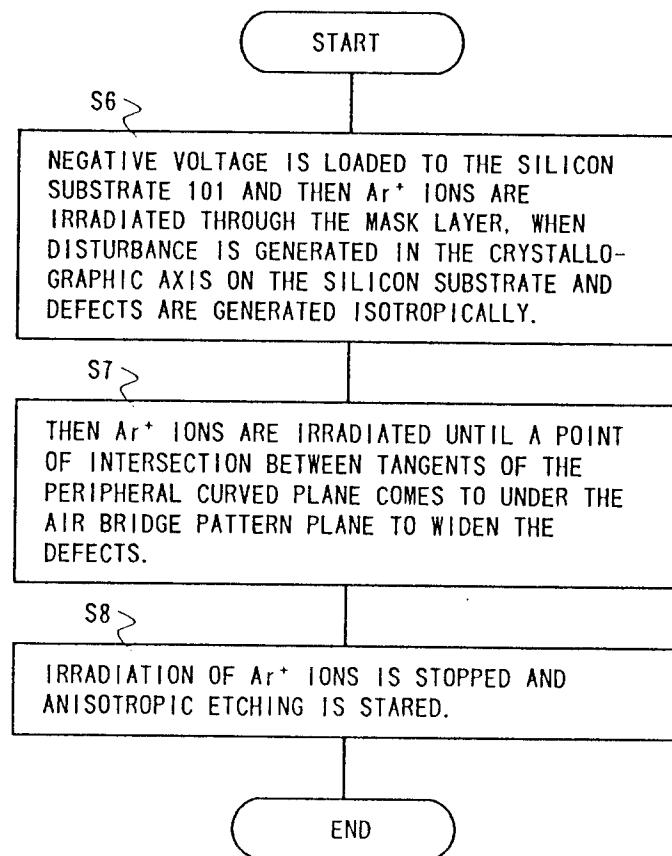 START
S6
NEGATIVE VOLTAGE IS LOADED TO THE SILICON
SUBSTRATE 101 AND THEN Ar⁺ IONS ARE
IRRADIATED THROUGH THE MASK LAYER, WHEN
DISTURBANCE IS GENERATED IN THE CRYSTALLO-
GRAPHIC AXIS ON THE SILICON SUBSTRATE AND
DEFECTS ARE GENERATED ISOTROPICALLY.
S7
THEN Ar⁺ IONS ARE IRRADIATED UNTIL A POINT
OF INTERSECTION BETWEEN TANGENTS OF THE
PERIPHERAL CURVED PLANE COMES TO UNDER THE
AIR BRIDGE PATTERN PLANE TO WIDEN THE
DEFECTS.
S8
IRRADIATION OF Ar⁺ IONS IS STOPPED AND
ANISOTROPIC ETCHING IS STARED.
END